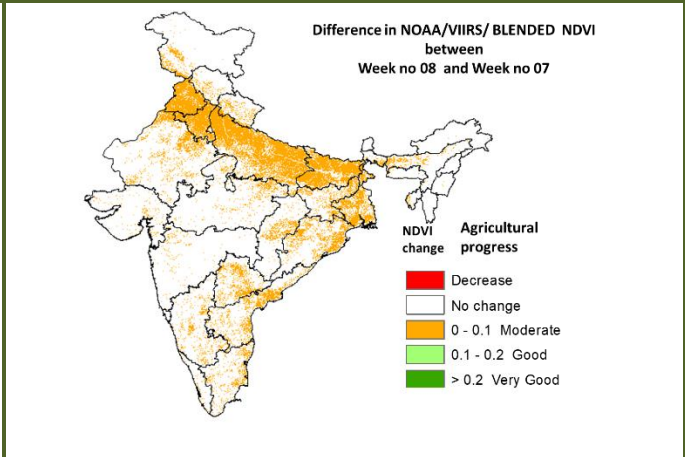 Difference in NOAA/VIIRS/ BLENDED NDVI
between
Week no 08 and Week no 07
NDVI change
Agricultural progress
Decrease
No change
0 - 0.1 Moderate
0.1 - 0.2 Good
> 0.2 Very Good